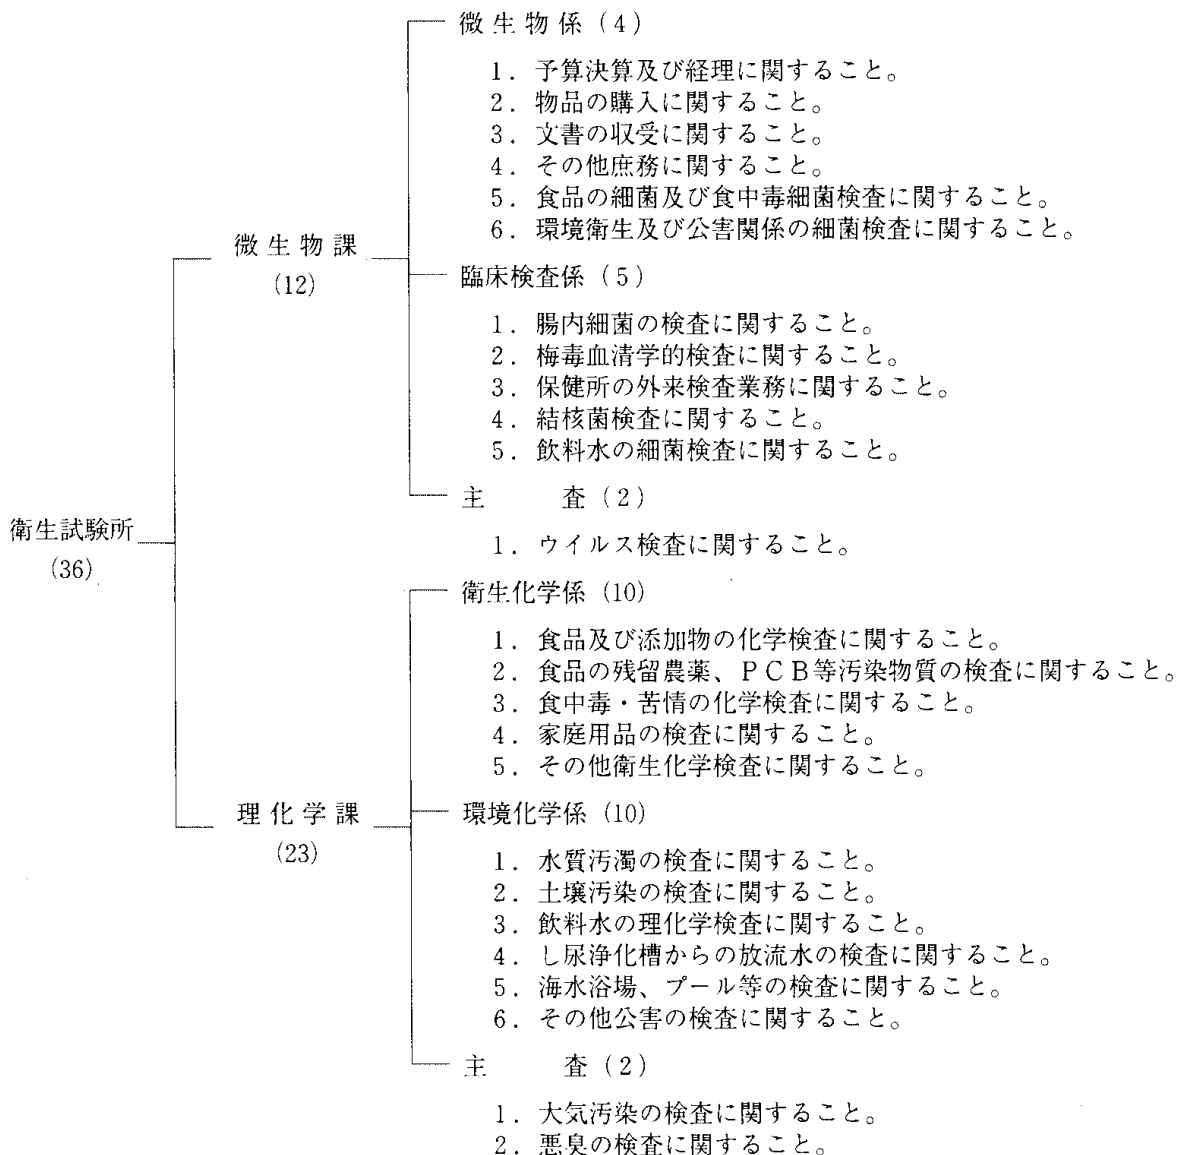 微生物係（4）
1．予算決算及び経理に関すること。
2．物品の購入に関すること。
3．文書の収受に関すること。
4．その他庶務に関すること。
5．食品の細菌及び食中毒細菌検査に関すること。
6．環境衛生及び公害関係の細菌検査に関すること。
微生物課
(12)
臨床検査係（5）
1．腸内細菌の検査に関すること。
2．梅毒血清学的検査に関すること。
3．保健所の外来検査業務に関すること。
4．結核菌検査に関すること。
5．飲料水の細菌検査に関すること。
主　　査（2）
1．ウイルス検査に関すること。
衛生試験所
(36)
衛生化学係（10）
1．食品及び添加物の化学検査に関すること。
2．食品の残留農薬、PCB等汚染物質の検査に関すること。
3．食中毒・苦情の化学検査に関すること。
4．家庭用品の検査に関すること。
5．その他衛生化学検査に関すること。
理化学課
(23)
環境化学係（10）
1．水質汚濁の検査に関すること。
2．土壌汚染の検査に関すること。
3．飲料水の理化学検査に関すること。
4．し尿浄化槽からの放流水の検査に関すること。
5．海水浴場、プール等の検査に関すること。
6．その他公害の検査に関すること。
主　　査（2）
1．大気汚染の検査に関すること。
2．悪臭の検査に関すること。